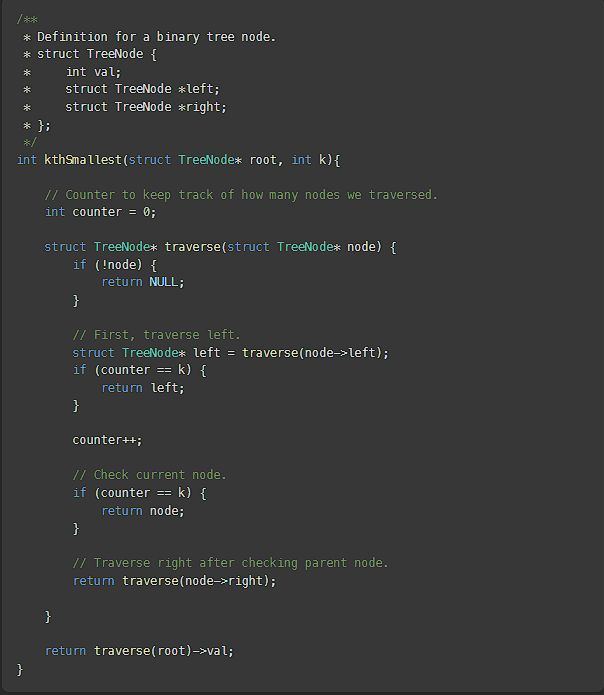 /**
 * Definition for a binary tree node.
 * struct TreeNode {
 *     int val;
 *     struct TreeNode *left;
 *     struct TreeNode *right;
 * };
 */
int kthSmallest(struct TreeNode* root, int k){

    // Counter to keep track of how many nodes we traversed.
    int counter = 0;

    struct TreeNode* traverse(struct TreeNode* node) {
        if (!node) {
            return NULL;
        }

        // First, traverse left.
        struct TreeNode* left = traverse(node->left);
        if (counter == k) {
            return left;
        }

        counter++;

        // Check current node.
        if (counter == k) {
            return node;
        }

        // Traverse right after checking parent node.
        return traverse(node->right);

    }

    return traverse(root)->val;
}